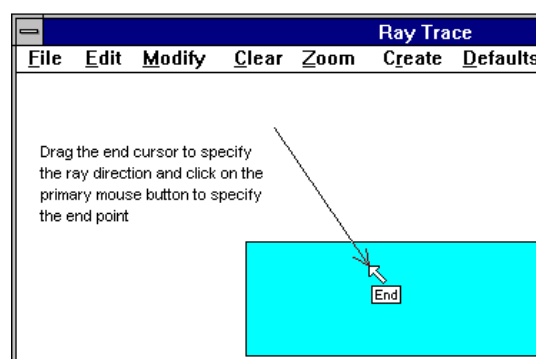 Ray Trace
File Edit Modify Clear Zoom Create Defaults
Drag the end cursor to specify
the ray direction and click on the
primary mouse button to specify
the end point
End